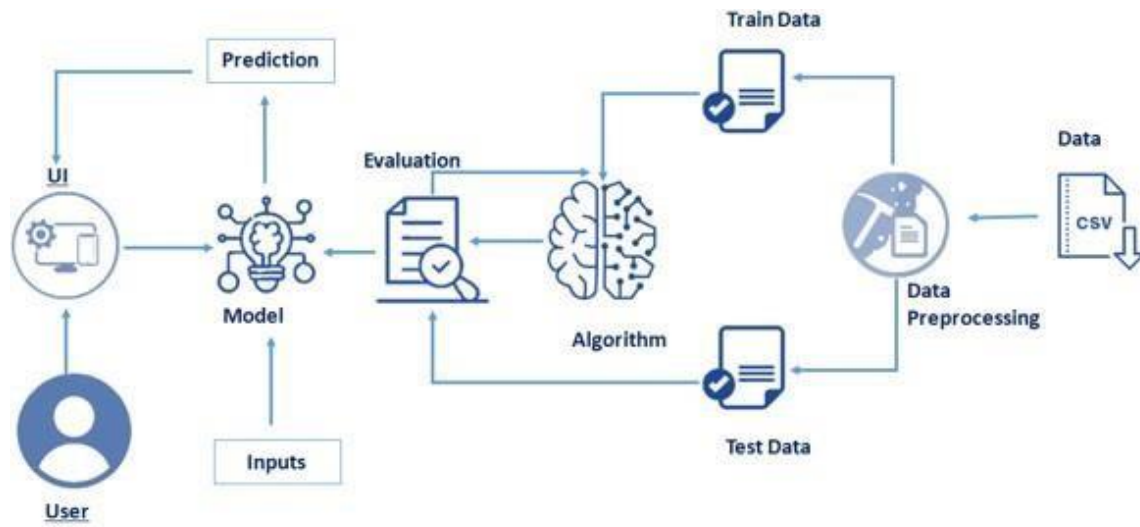 Train Data
Prediction
Data
Evaluation
UI
CSV
Model
Data
Preprocessing
Algorithm
Inputs
Test Data
User